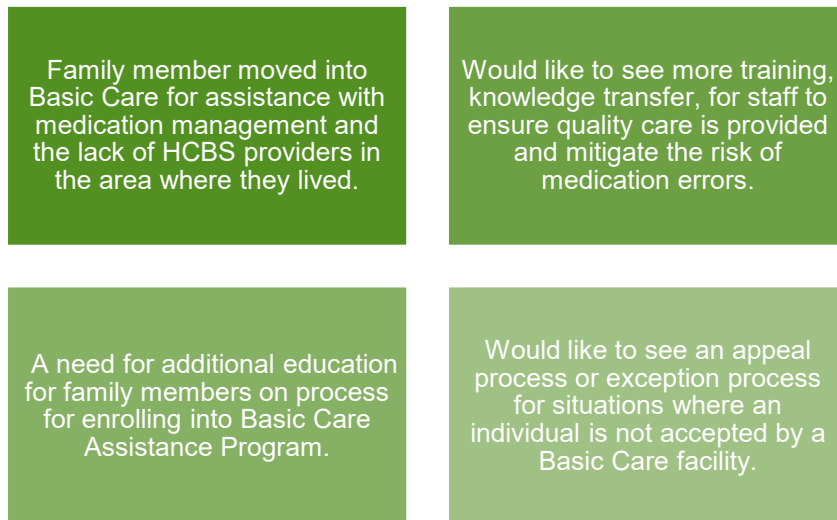 Family member moved into
Basic Care for assistance with
medication management and
the lack of HCBS providers in
the area where they lived.
Would like to see more training,
knowledge transfer, for staff to
ensure quality care is provided
and mitigate the risk of
medication errors.
A need for additional education
for family members on process
for enrolling into Basic Care
Assistance Program.
Would like to see an appeal
process or exception process
for situations where an
individual is not accepted by a
Basic Care facility.